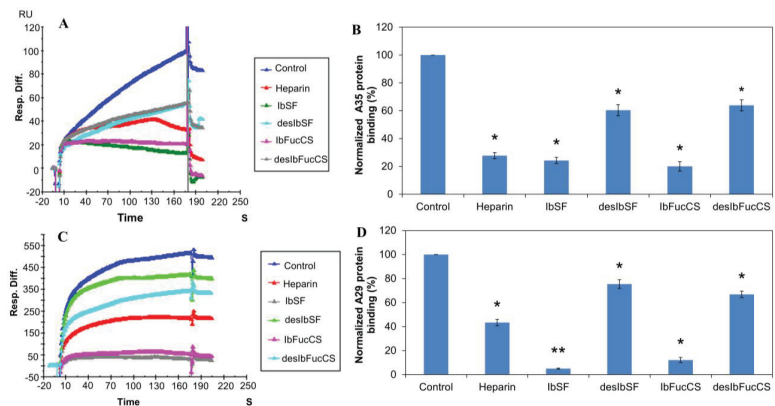 RU
A
Resp. Diff.
120
100
80
60
40
20
0
-20
-20 10 40 70 100 130 160 190 220 250
Time S
Control
Heparin
IbSF
desIbSF
IbFucCS
desIbFucCS
B
Normalized A35 protein
binding (%)
100
80
60
40
20
0
* * * * *
Control Heparin IbSF desIbSF IbFucCS desIbFucCS
C
Resp. Diff.
550
450
350
250
150
50
-50
-20 10 40 70 100 130 160 190 220 250
Time S
Control
Heparin
IbSF
desIbSF
IbFucCS
desIbFucCS
D
Normalized A29 protein
binding (%)
100
80
60
40
20
0
* ** * * *
Control Heparin IbSF desIbSF IbFucCS desIbFucCS